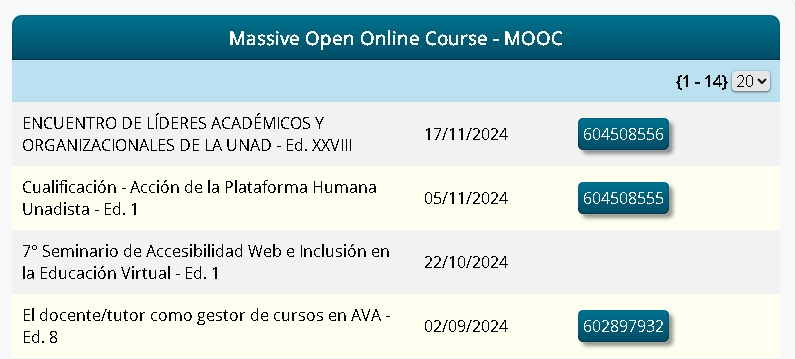 Massive Open Online Course - MOOC
{1 - 14} 20
ENCUENTRO DE LÍDERES ACADÉMICOS Y
ORGANIZACIONALES DE LA UNAD - Ed. XXVIII
17/11/2024
604508556
Cualificación - Acción de la Plataforma Humana
Unadista - Ed. 1
05/11/2024
604508555
7° Seminario de Accesibilidad Web e Inclusión en
la Educación Virtual - Ed. 1
22/10/2024
El docente/tutor como gestor de cursos en AVA -
Ed. 8
02/09/2024
602897932